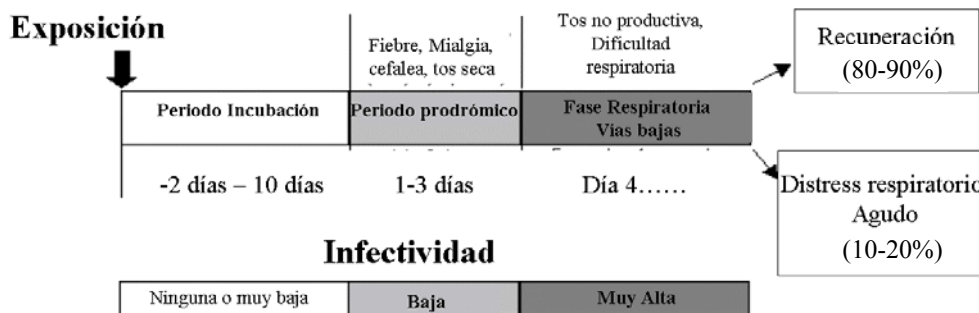 Exposición
Fiebre, Mialgia,
cefalea, tos seca
Tos no productiva,
Dificultad
respiratoria
Recuperación
(80-90%)
Periodo Incubación
Periodo prodrómico
Fase Respiratoria
Vias bajas
-2 días – 10 días
1-3 días
Día 4......
Distress respiratorio
Agudo
(10-20%)
Infectividad
Ninguna o muy baja
Baja
Muy Alta